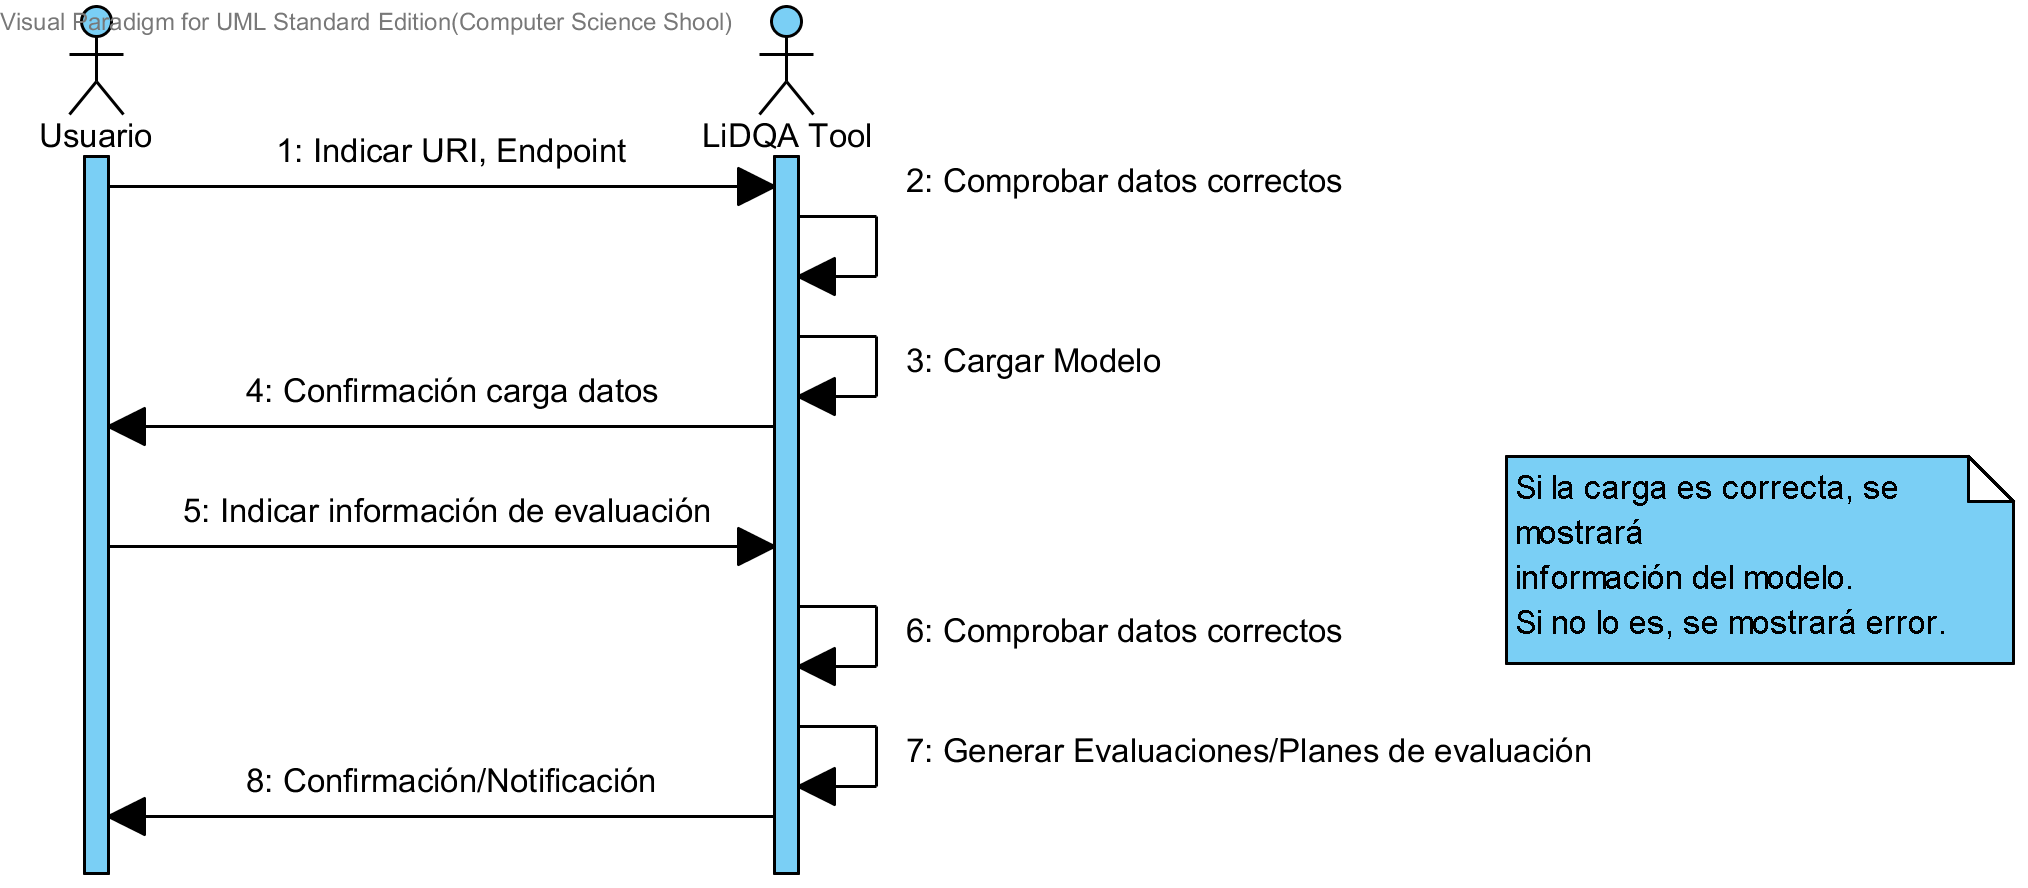 Visual Paradigm for UML Standard Edition(Computer Science Shool)
Usuario
LiDQA Tool
1: Indicar URI, Endpoint
2: Comprobar datos correctos
3: Cargar Modelo
4: Confirmación carga datos
5: Indicar información de evaluación
Si la carga es correcta, se
mostrará
información del modelo.
Si no lo es, se mostrará error.
6: Comprobar datos correctos
7: Generar Evaluaciones/Planes de evaluación
8: Confirmación/Notificación